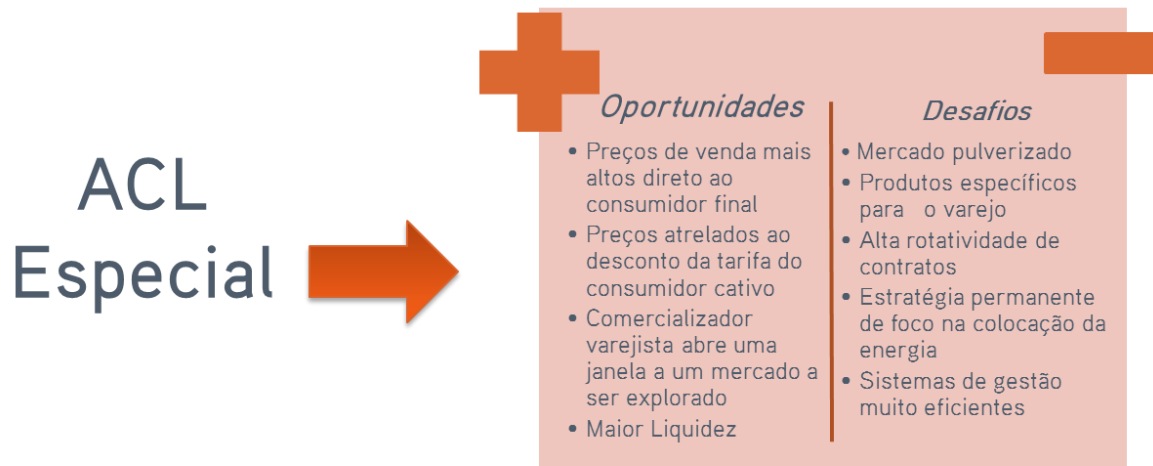 ACL
Especial
Oportunidades
• Preços de venda mais
altos direto ao
consumidor final
• Preços atrelados ao
desconto da tarifa do
consumidor cativo
• Comercializador
varejista abre uma
janela a um mercado a
ser explorado
• Maior Liquidez
Desafios
• Mercado pulverizado
• Produtos específicos
para o varejo
• Alta rotatividade de
contratos
• Estratégia permanente
de foco na colocação da
energia
• Sistemas de gestão
muito eficientes